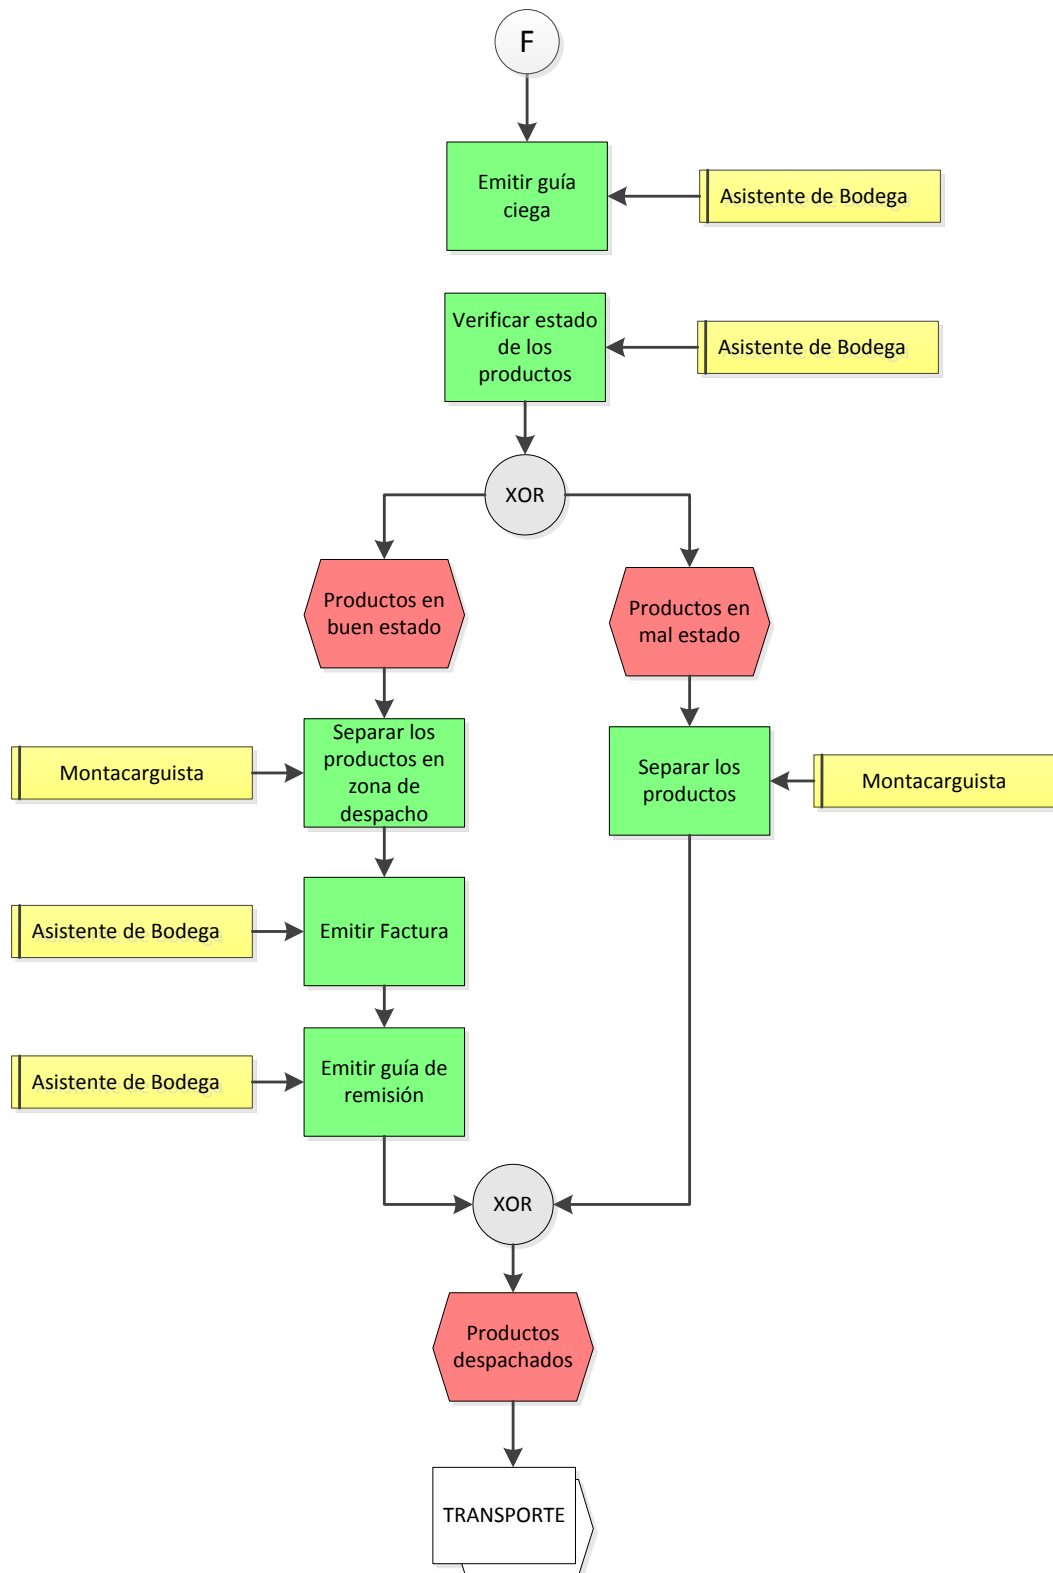 F
Emitir guía
ciega
Asistente de Bodega
Verificar estado
de los
productos
Asistente de Bodega
XOR
Productos en
buen estado
Productos en
mal estado
Montacarguista
Separar los
productos en
zona de
despacho
Separar los
productos
Montacarguista
Asistente de Bodega
Emitir Factura
Asistente de Bodega
Emitir guía de
remisión
XOR
Productos
despachados
TRANSPORTE